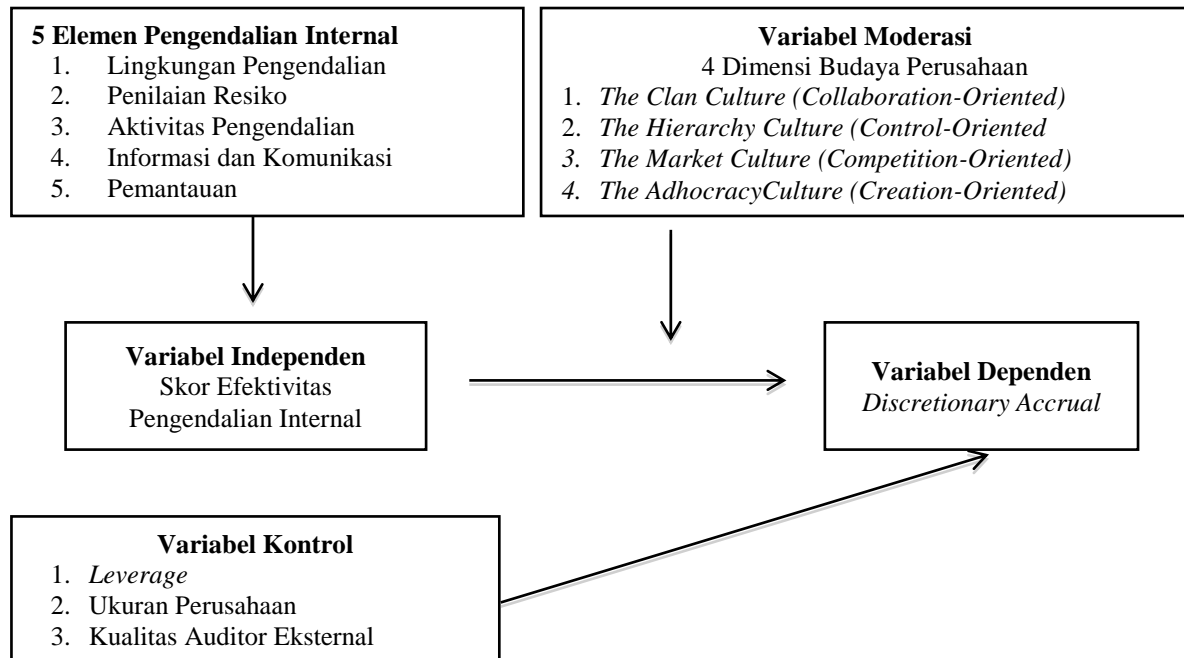 5 Elemen Pengendalian Internal
1. Lingkungan Pengendalian
2. Penilaian Resiko
3. Aktivitas Pengendalian
4. Informasi dan Komunikasi
5. Pemantauan
Variabel Moderasi
4 Dimensi Budaya Perusahaan
1. The Clan Culture (Collaboration-Oriented)
2. The Hierarchy Culture (Control-Oriented
3. The Market Culture (Competition-Oriented)
4. The AdhocracyCulture (Creation-Oriented)
Variabel Independen
Skor Efektivitas
Pengendalian Internal
Variabel Dependen
Discretionary Accrual
Variabel Kontrol
1. Leverage
2. Ukuran Perusahaan
3. Kualitas Auditor Eksternal